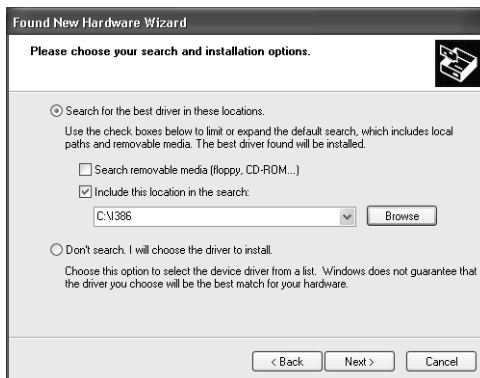 Found New Hardware Wizard
Please choose your search and installation options.
Search for the best driver in these locations.
Use the check boxes below to limit or expand the default search, which includes local
paths and removable media. The best driver found will be installed.
Search removable media (floppy, CD-ROM...)
Include this location in the search:
C:\I386
Browse
Don't search. I will choose the driver to install.
Choose this option to select the device driver from a list. Windows does not guarantee that
the driver you choose will be the best match for your hardware.
< Back
Next >
Cancel